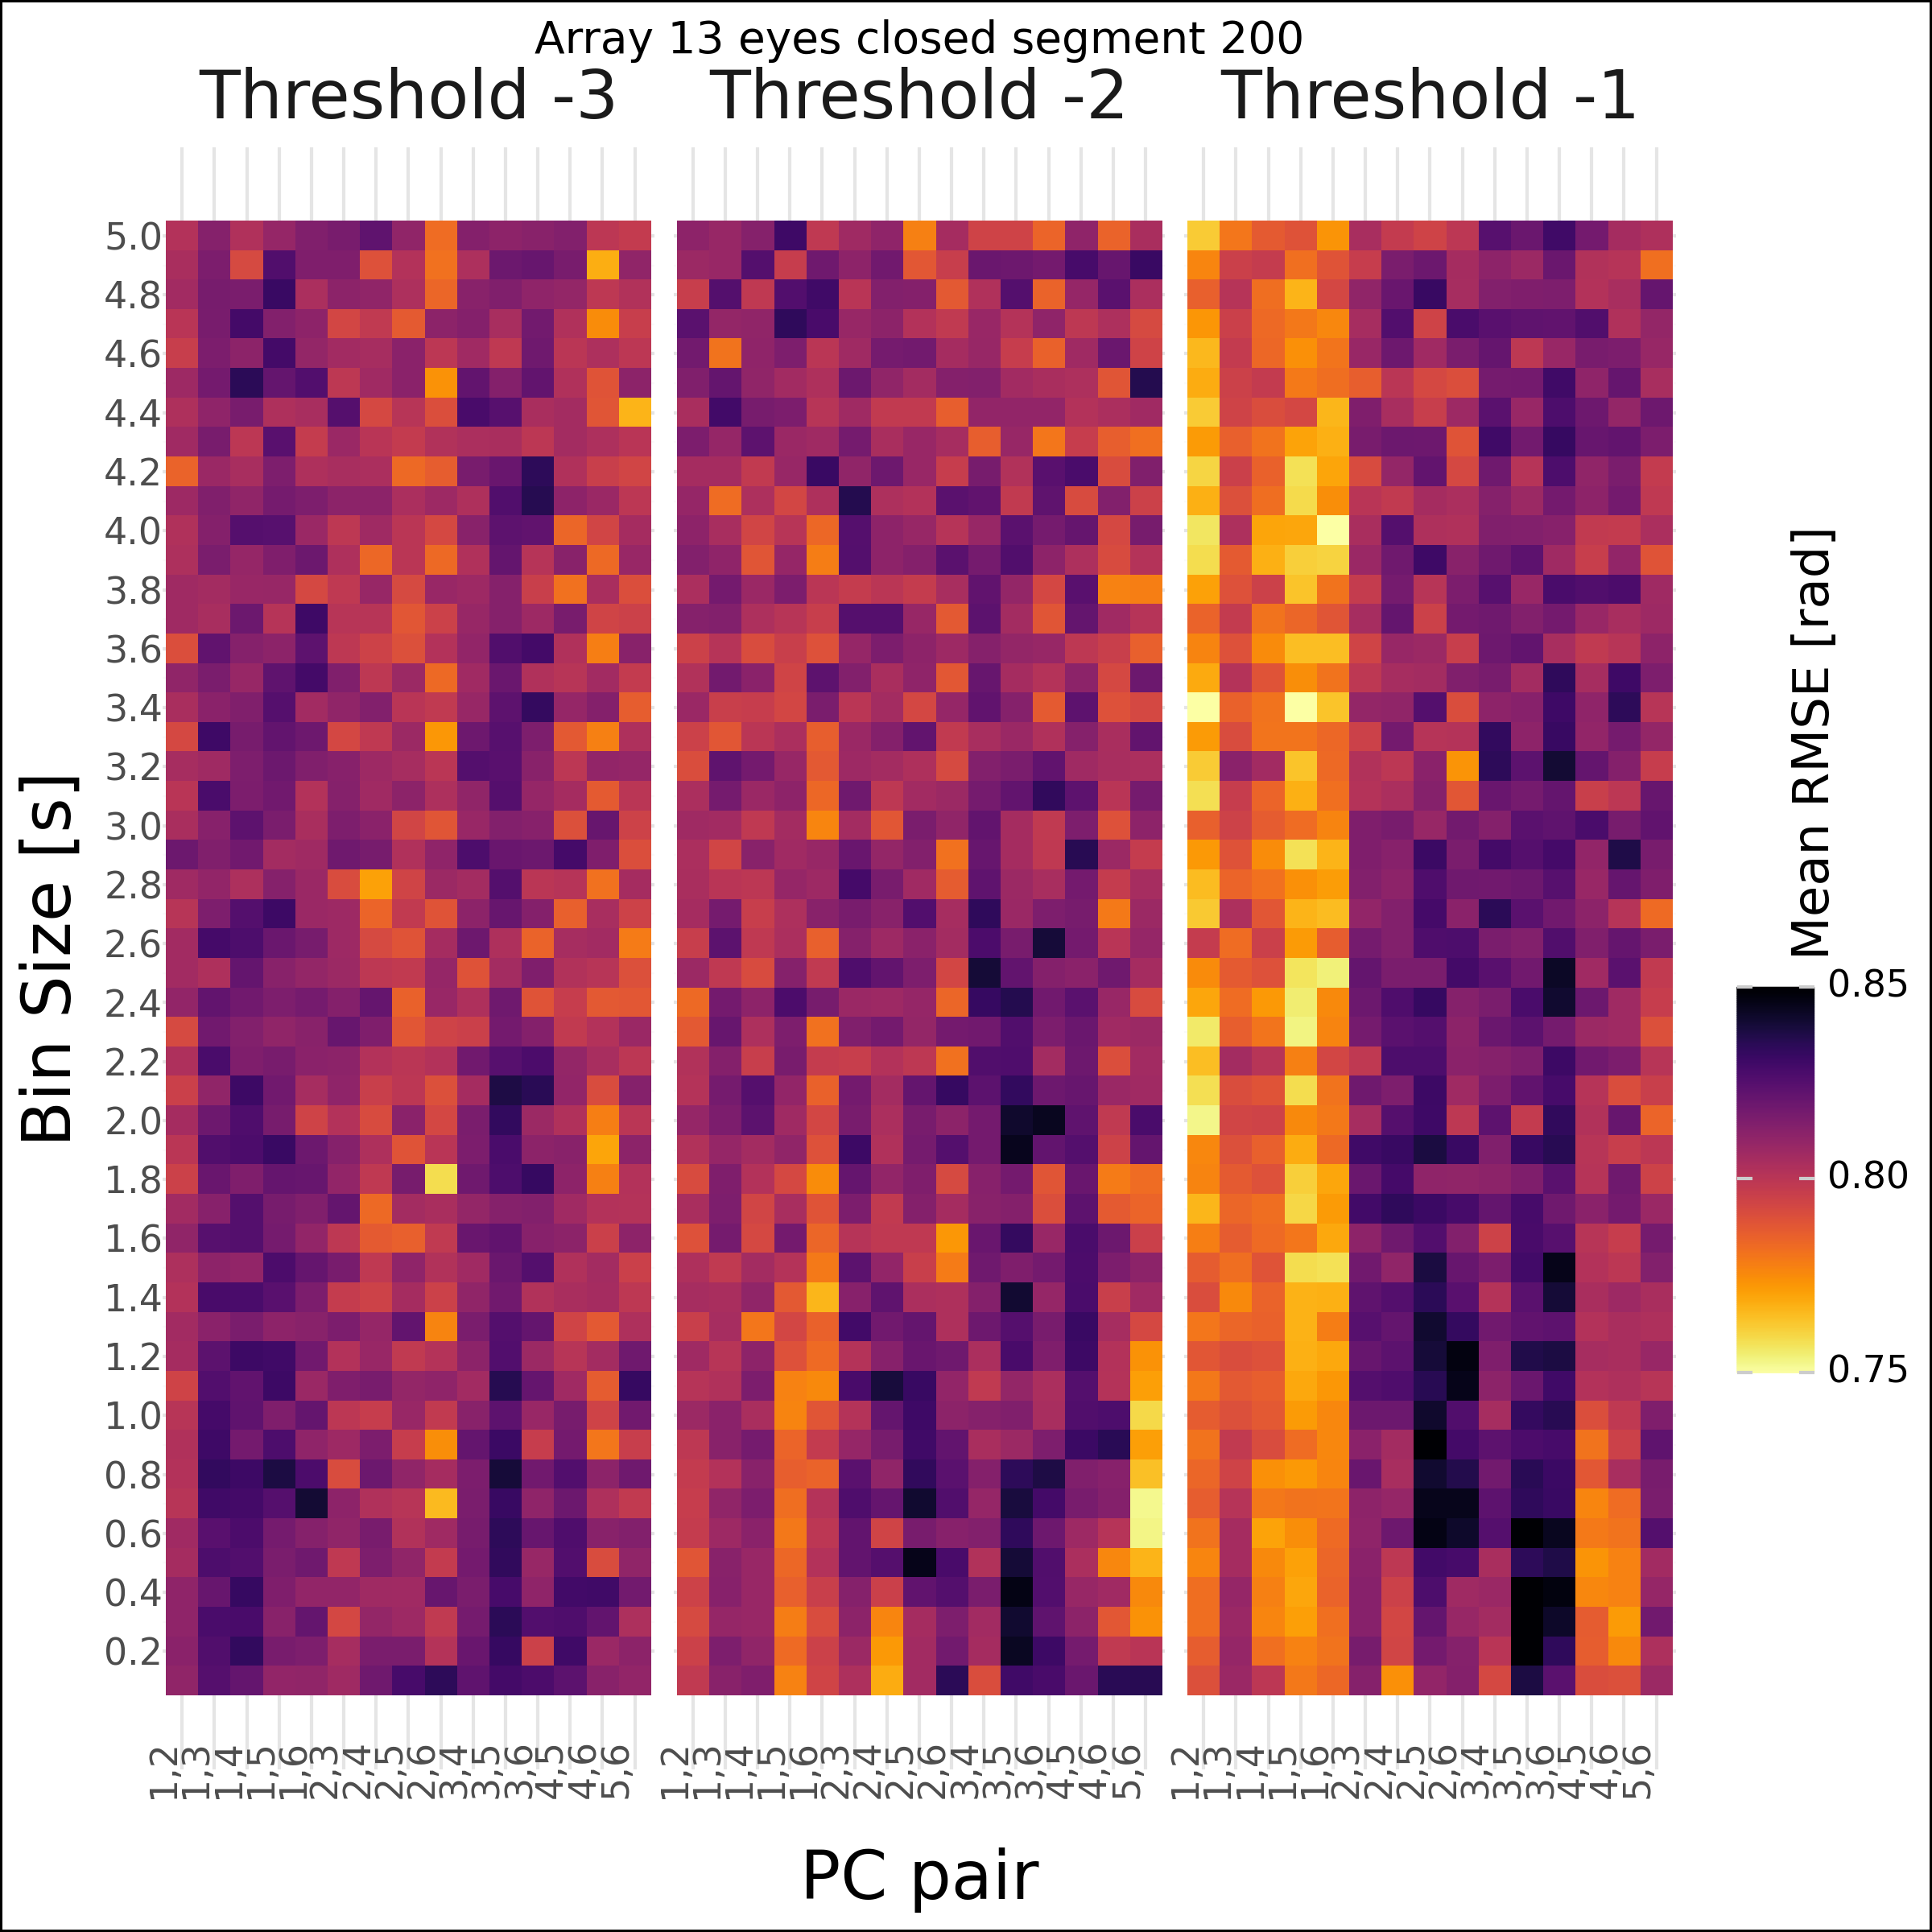 Array 13 eyes closed segment 200
Threshold -3
Threshold -2
Threshold -1
Bin Size [s]
5.0
4.8
4.6
4.4
4.2
4.0
3.8
3.6
3.4
3.2
3.0
2.8
2.6
2.4
2.2
2.0
1.8
1.6
1.4
1.2
1.0
0.8
0.6
0.4
0.2
1,2 1,3 1,4 1,5 1,6 2,3 2,4 2,5 2,6 3,4 3,5 3,6 4,5 4,6 5,6
1,2 1,3 1,4 1,5 1,6 2,3 2,4 2,5 2,6 3,4 3,5 3,6 4,5 4,6 5,6
1,2 1,3 1,4 1,5 1,6 2,3 2,4 2,5 2,6 3,4 3,5 3,6 4,5 4,6 5,6
PC pair
Mean RMSE [rad]
0.85
0.80
0.75